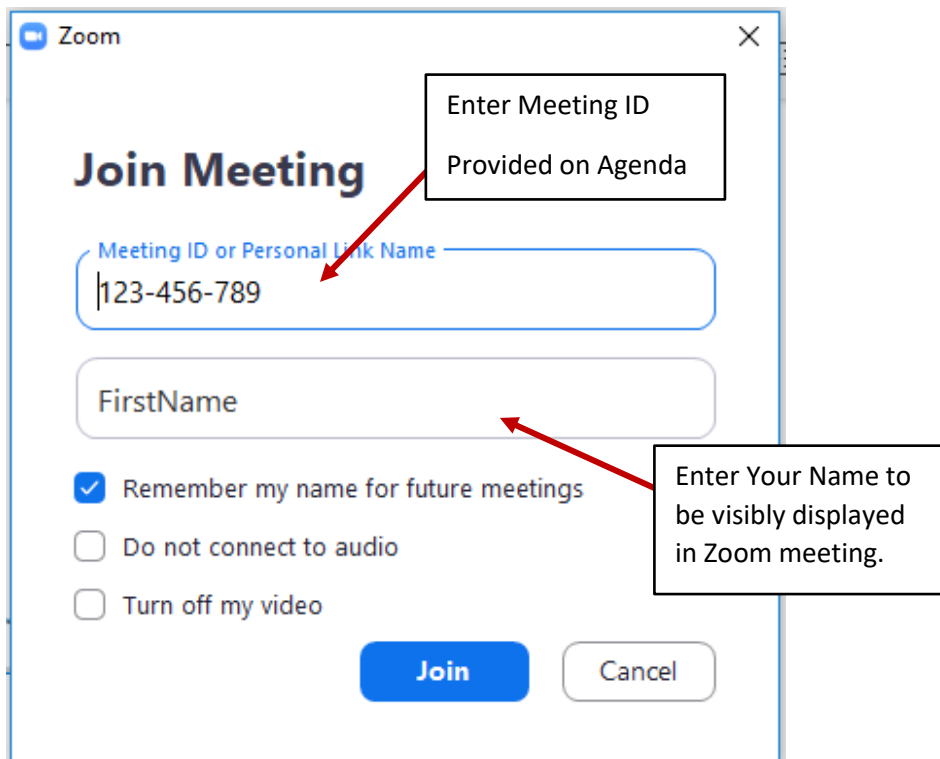 Zoom
Enter Meeting ID
Provided on Agenda
Join Meeting
Meeting ID or Personal Link Name
123-456-789
FirstName
Enter Your Name to
be visibly displayed
in Zoom meeting.
Remember my name for future meetings
Do not connect to audio
Turn off my video
Join
Cancel